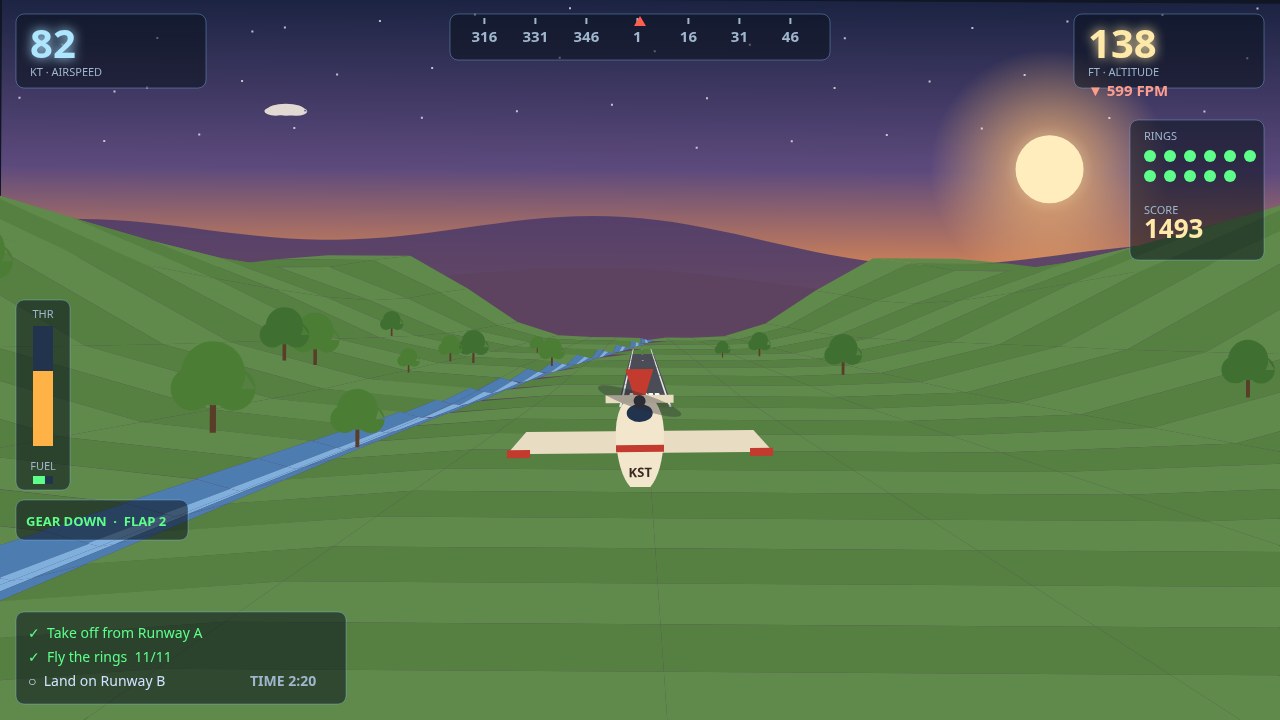 82
KT · AIRSPEED
316 331 346 1 16 31 46
138
FT · ALTITUDE
▼ 599 FPM
RINGS
SCORE
1493
THR
FUEL
GEAR DOWN · FLAP 2
KST
✓ Take off from Runway A
✓ Fly the rings 11/11
○ Land on Runway B TIME 2:20